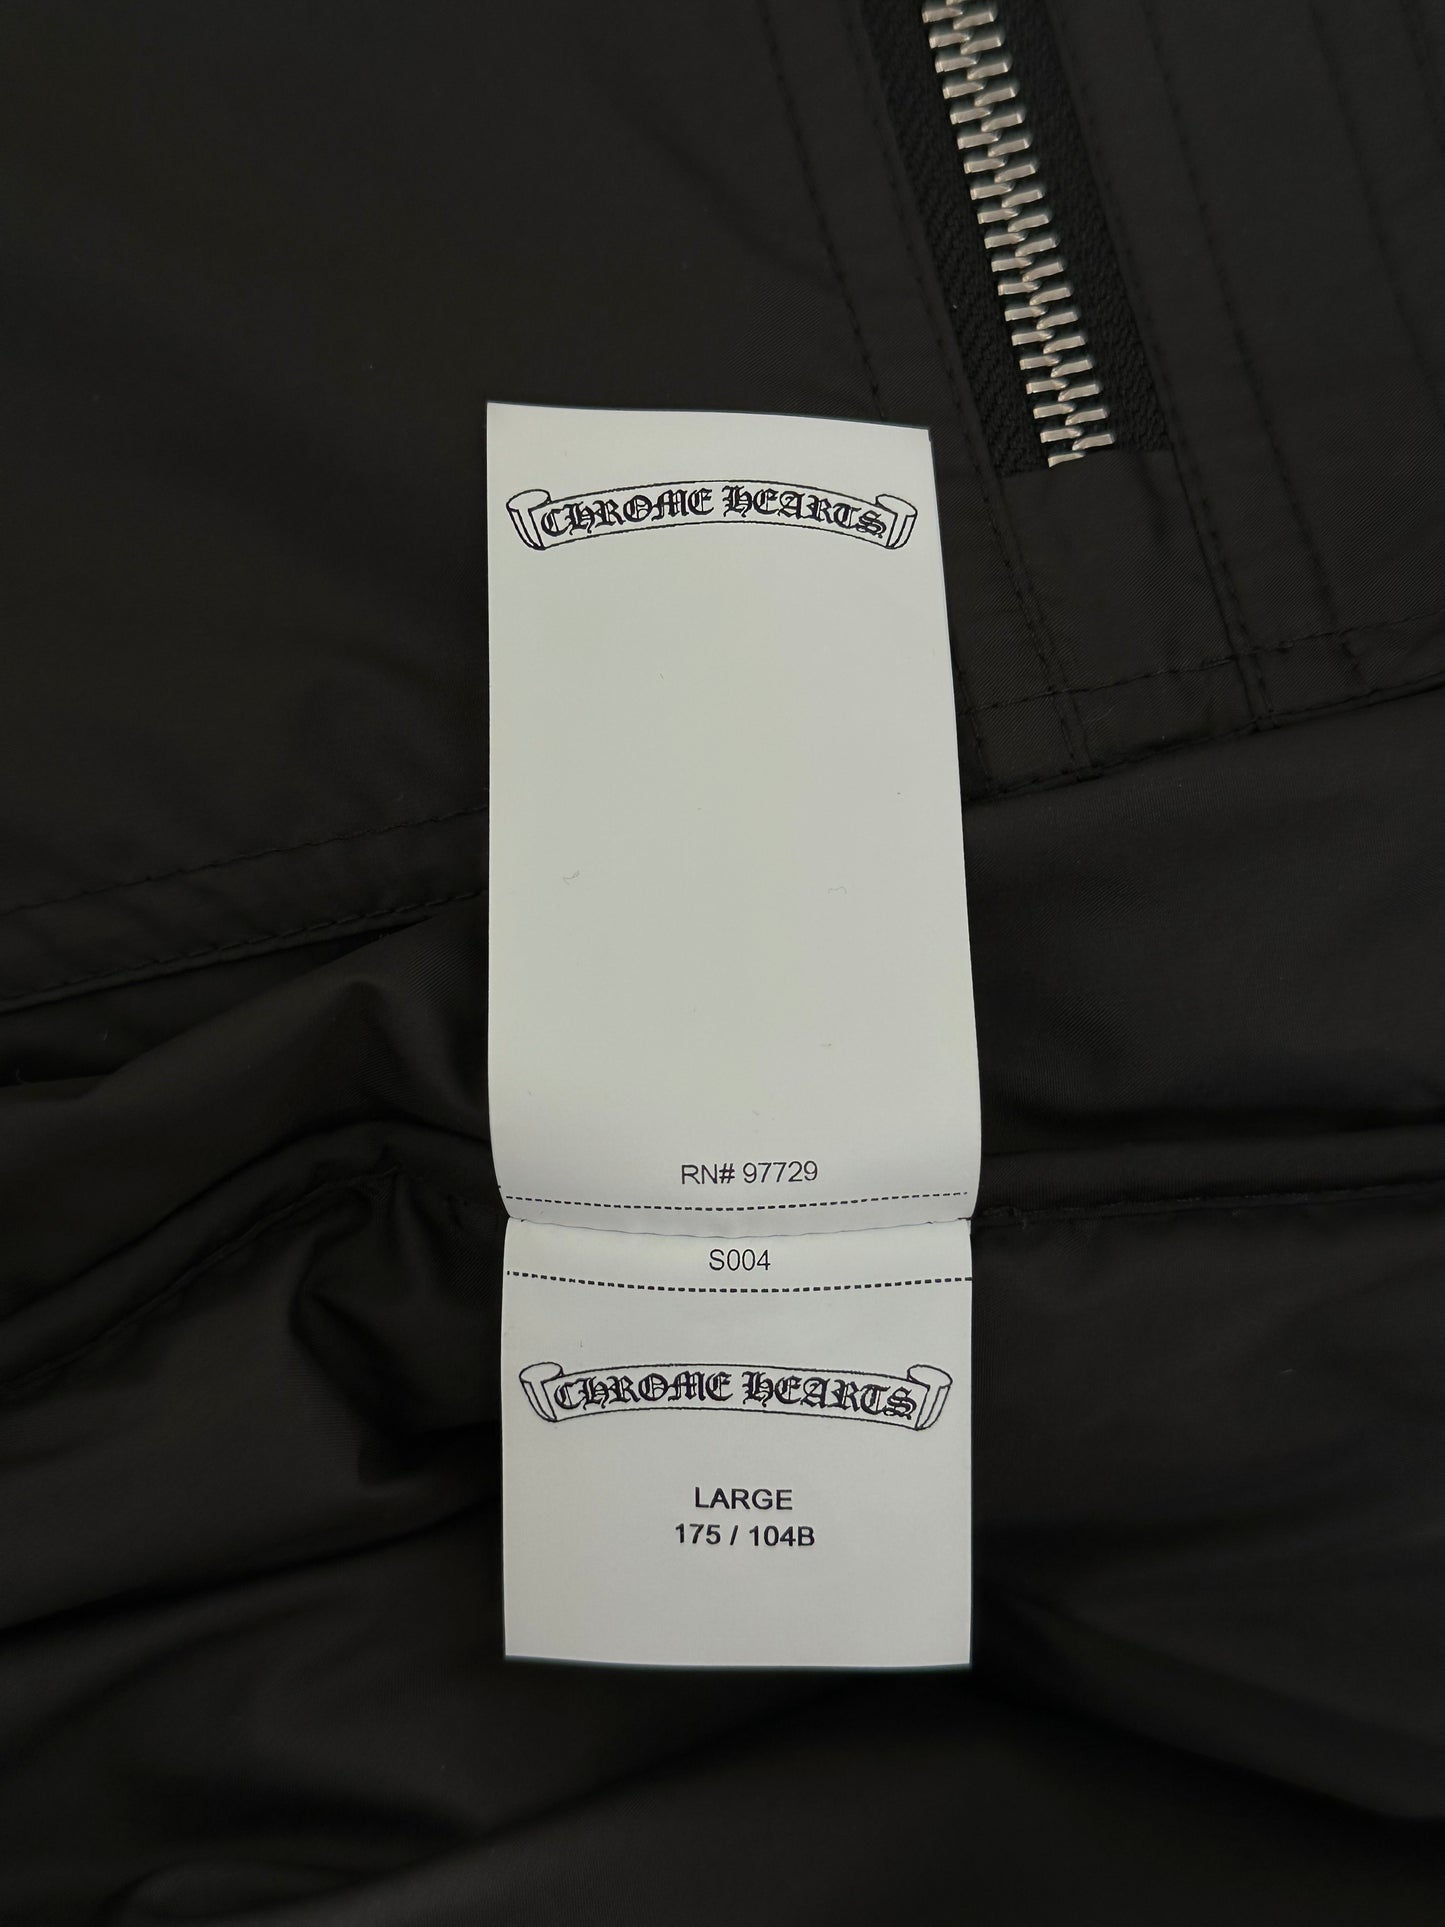 CHROME HEARTS
RN# 97729
S004
CHROME HEARTS
LARGE
175 / 104B